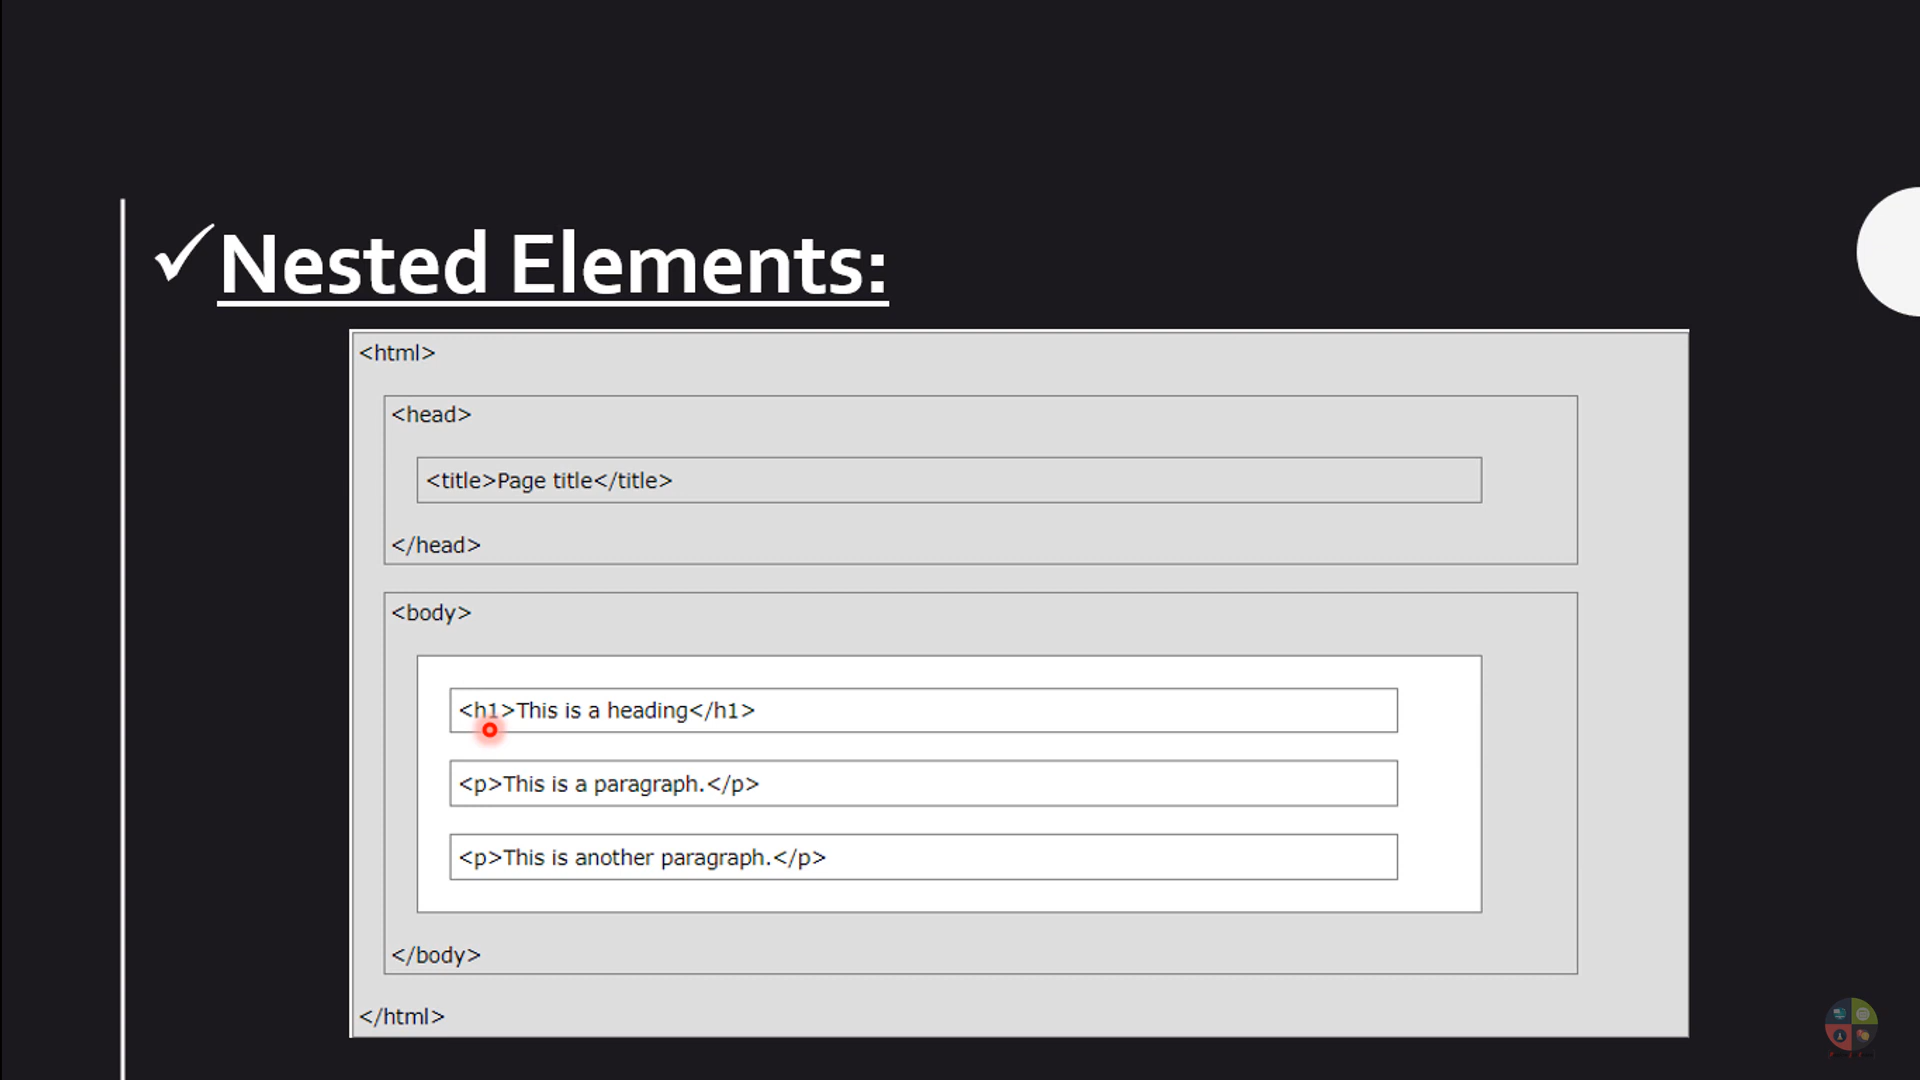 ✓Nested Elements:
<html>
<head>
<title>Page title</title>
</head>
<body>
<h1>This is a heading</h1>
<p>This is a paragraph.</p>
<p>This is another paragraph.</p>
</body>
</html>